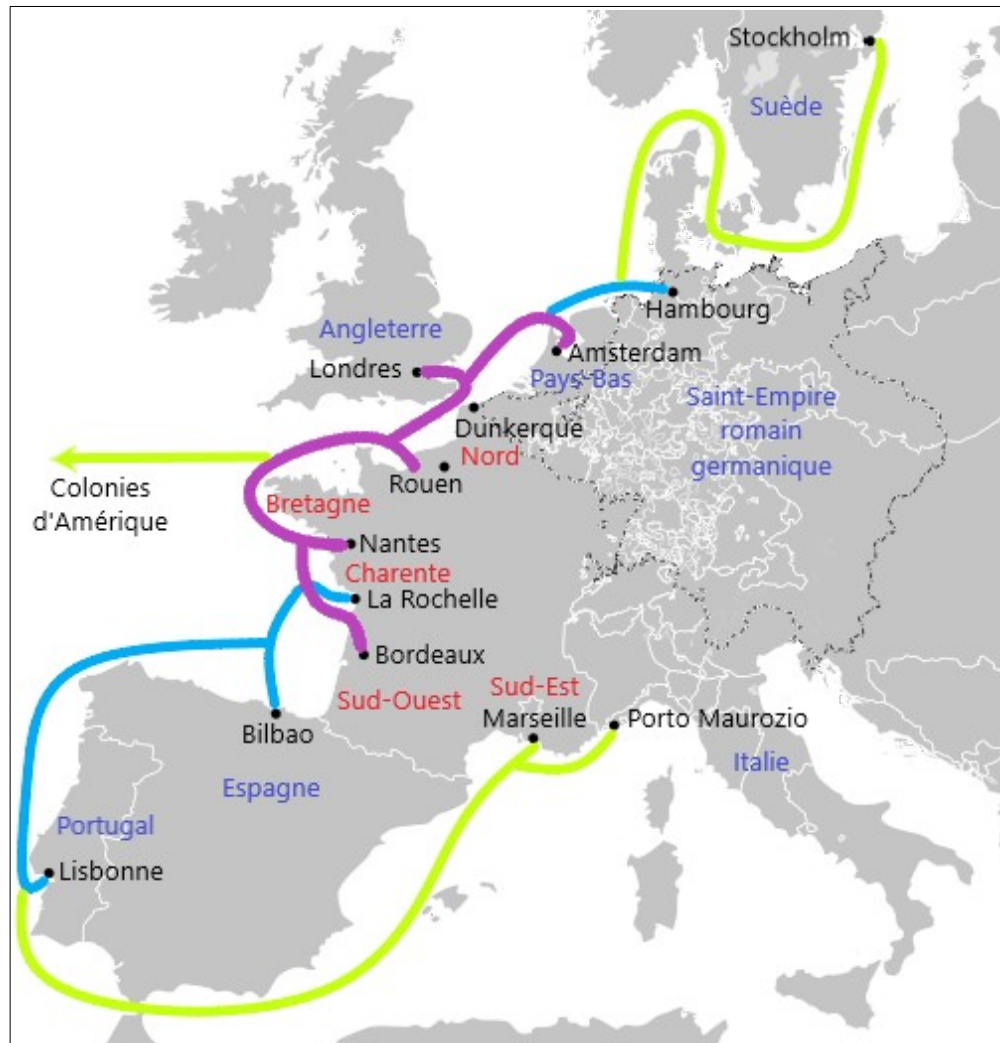 Stockholm
Suède
Hambourg
Angleterre
Londres
Amsterdam
Pays-Bas
Saint-Empire
romain
germanique
Dunkerque
Nord
Rouen
Colonies
d'Amérique
Bretagne
Nantes
Charente
La Rochelle
Bordeaux
Sud-Ouest
Sud-Est
Marseille
Porto Maurozio
Bilbao
Italie
Espagne
Portugal
Lisbonne